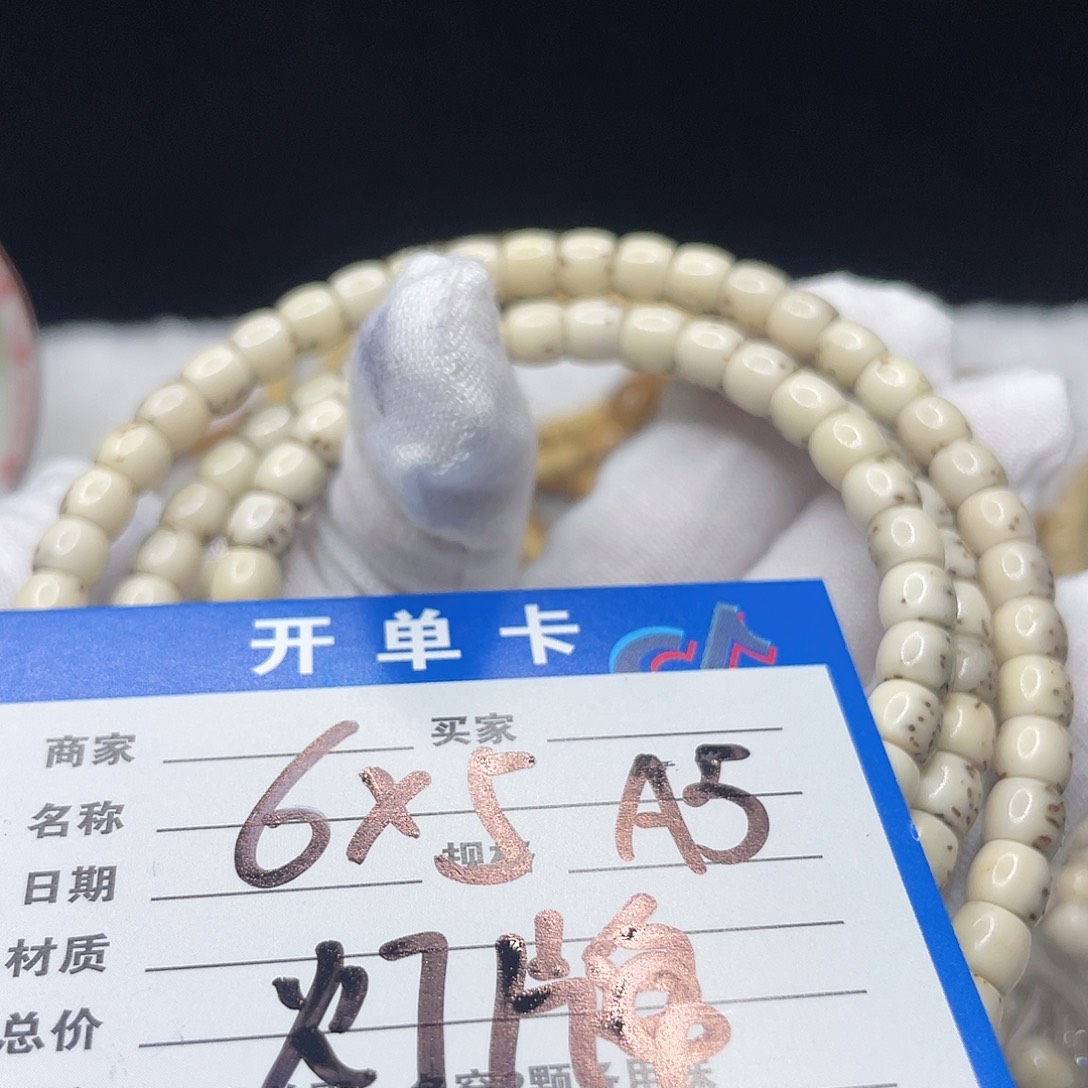 开单卡
商家 买家
名称 6×5 A5
日期 规格
材质 灯牌
总价